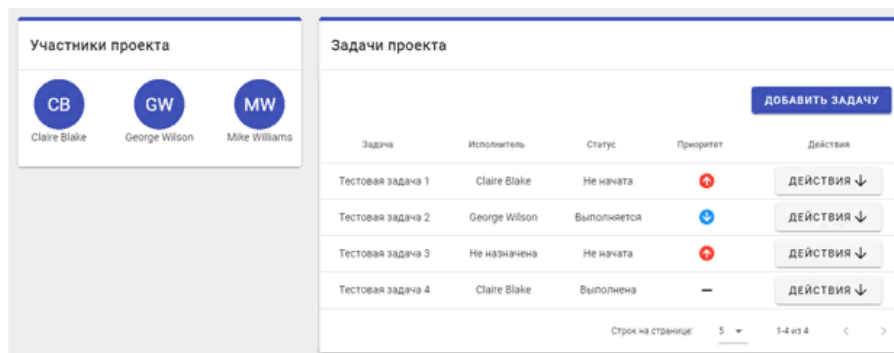 Участники проекта
CB GW MW
Claire Blake George Wilson Mike Williams
Задачи проекта
ДОБАВИТЬ ЗАДАЧУ
Задача Исполнитель Статус Приоритет Действия
Тестовая задача 1 Claire Blake Не начата ДЕЙСТВИЯ
Тестовая задача 2 George Wilson Выполняется ДЕЙСТВИЯ
Тестовая задача 3 Не назначена Не начата ДЕЙСТВИЯ
Тестовая задача 4 Claire Blake Выполнена ДЕЙСТВИЯ
Строк на странице: 5 1-4 из 4